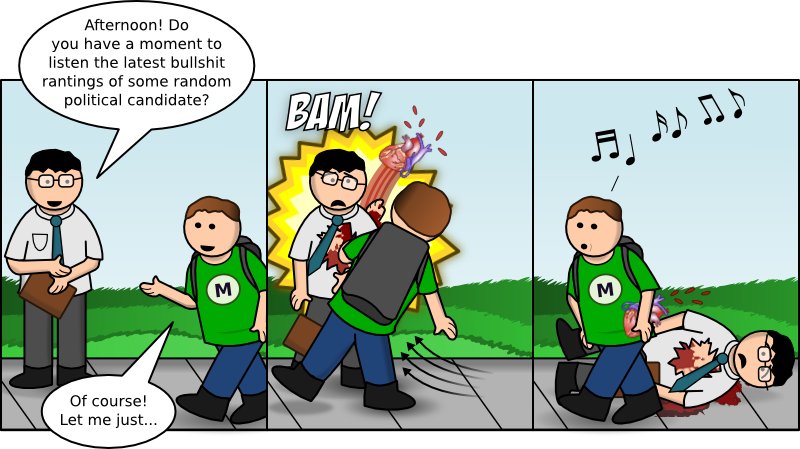 Afternoon! Do
you have a moment to
listen the latest bullshit
rantings of some random
political candidate?
M
Of course!
Let me just...
BAM!
M